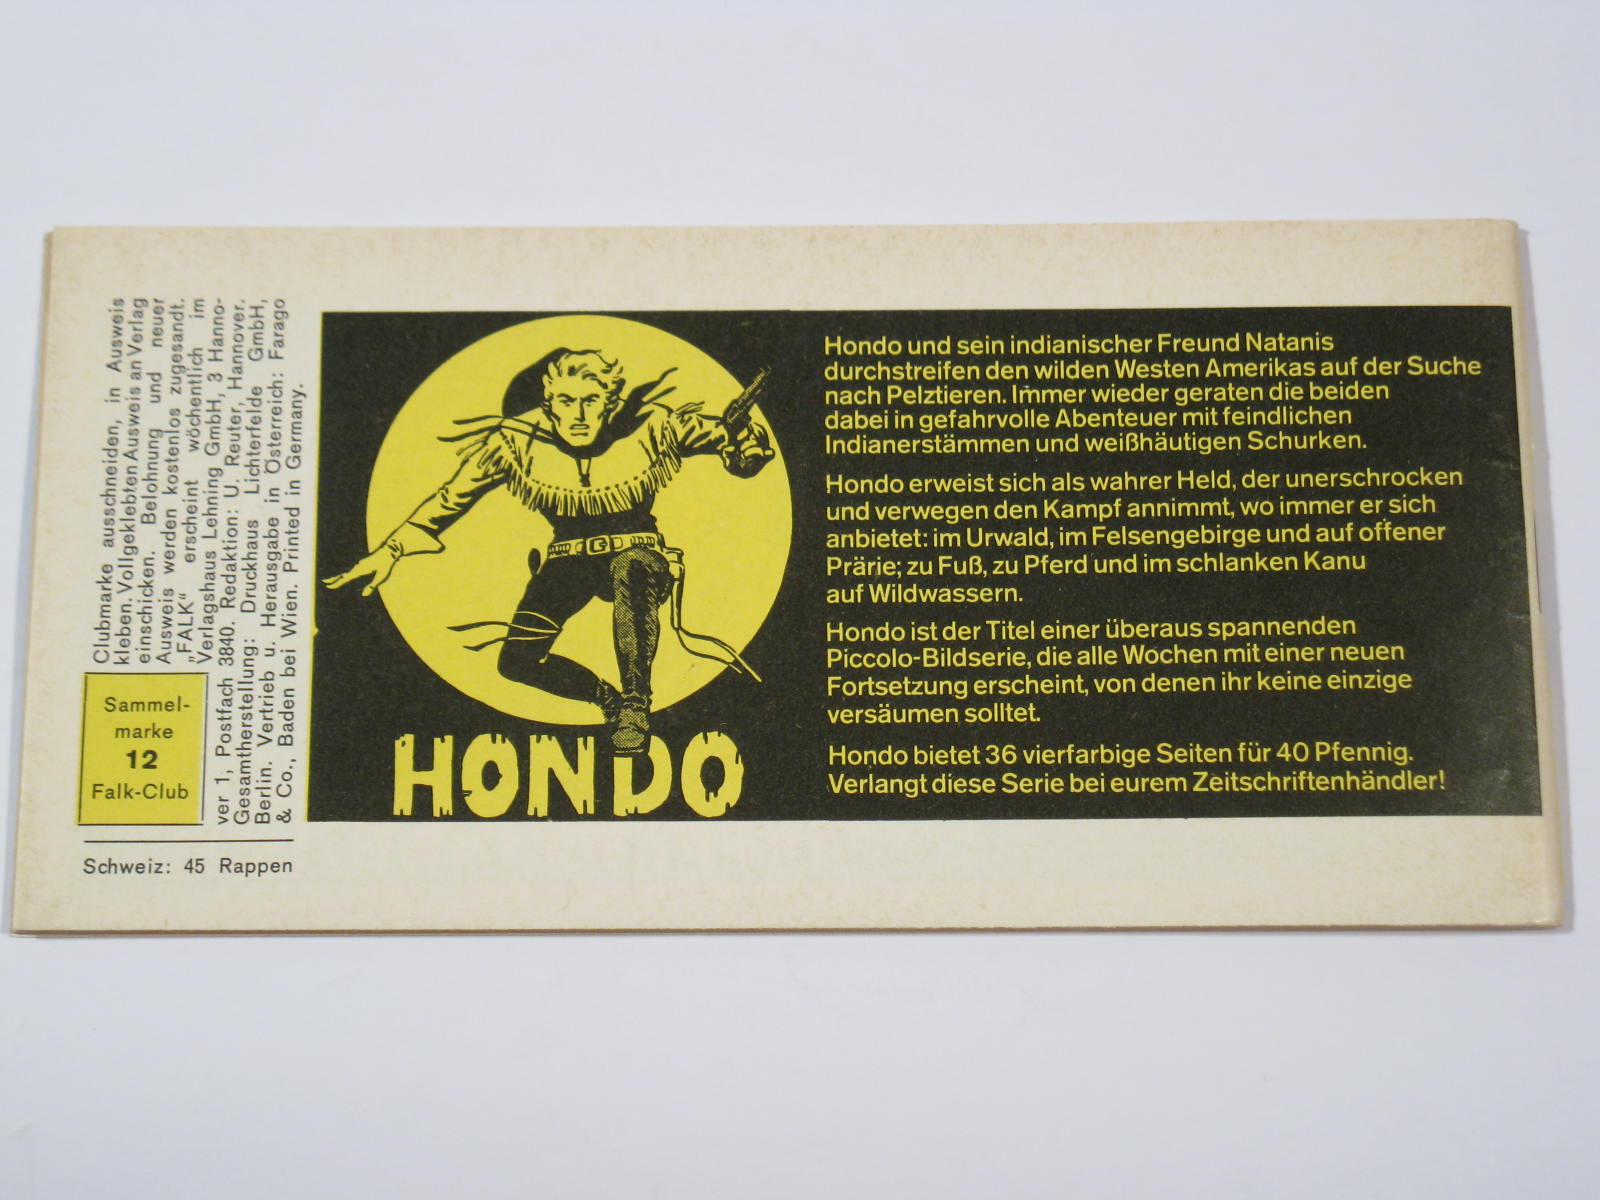 Clubmarke ausschneiden, in Ausweis
kleben. Vollgeklebten Ausweis an Verlag
einschicken. Belohnung und neuer
Ausweis werden kostenlos zugesandt.
„FALK“ erscheint wöchentlich im
Verlagshaus Lehning GmbH, 3 Hanno-
ver 1, Postfach 3840. Redaktion: U. Reuter, Hannover.
Gesamtherstellung: Druckhaus Lichterfelde GmbH,
Berlin. Vertrieb u. Herausgabe in Österreich: Farago
& Co., Baden bei Wien. Printed in Germany.
Sammel-
marke
12
Falk-Club
Schweiz: 45 Rappen
G
HONDO
Hondo und sein indianischer Freund Natanis
durchstreifen den wilden Westen Amerikas auf der Suche
nach Pelztieren. Immer wieder geraten die beiden
dabei in gefahrvolle Abenteuer mit feindlichen
Indianerstämmen und weißhäutigen Schurken.
Hondo erweist sich als wahrer Held, der unerschrocken
und verwegen den Kampf annimmt, wo immer er sich
anbietet: im Urwald, im Felsengebirge und auf offener
Prärie; zu Fuß, zu Pferd und im schlanken Kanu
auf Wildwassern.
Hondo ist der Titel einer überaus spannenden
Piccolo-Bildserie, die alle Wochen mit einer neuen
Fortsetzung erscheint, von denen ihr keine einzige
versäumen solltet.
Hondo bietet 36 vierfarbige Seiten für 40 Pfennig.
Verlangt diese Serie bei eurem Zeitschriftenhändler!